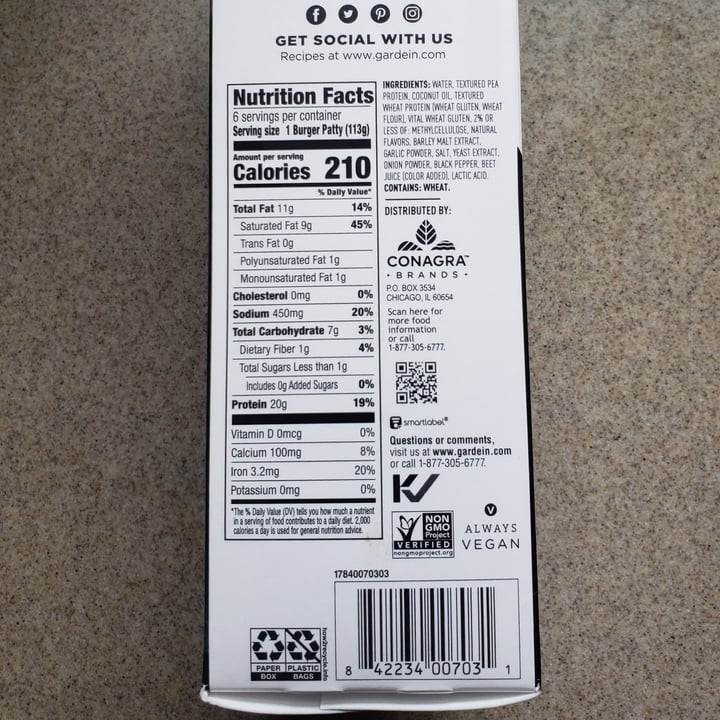 GET SOCIAL WITH US
Recipes at www.gardein.com
Nutrition Facts
6 servings per container
Serving size 1 Burger Patty (113g)
Amount per serving
Calories 210
% Daily Value*
Total Fat 11g 14%
Saturated Fat 9g 45%
Trans Fat 0g
Polyunsaturated Fat 1g
Monounsaturated Fat 1g
Cholesterol 0mg 0%
Sodium 450mg 20%
Total Carbohydrate 7g 3%
Dietary Fiber 1g 4%
Total Sugars Less than 1g
Includes 0g Added Sugars 0%
Protein 20g 19%
Vitamin D 0mcg 0%
Calcium 100mg 8%
Iron 3.2mg 20%
Potassium 0mg 0%
*The % Daily Value (DV) tells you how much a nutrient
in a serving of food contributes to a daily diet. 2,000
calories a day is used for general nutrition advice.
INGREDIENTS: WATER, TEXTURED PEA
PROTEIN, COCONUT OIL, TEXTURED
WHEAT PROTEIN (WHEAT GLUTEN, WHEAT
FLOUR), VITAL WHEAT GLUTEN, 2% OR
LESS OF: METHYLCELLULOSE, NATURAL
FLAVORS, BARLEY MALT EXTRACT,
GARLIC POWDER, SALT, YEAST EXTRACT,
ONION POWDER, BLACK PEPPER, BEET
JUICE (COLOR ADDED), LACTIC ACID.
CONTAINS: WHEAT.
DISTRIBUTED BY:
CONAGRA™
• BRANDS •
P.O. BOX 3534
CHICAGO, IL 60654
Scan here for
more food
information
or call
1-877-305-6777.
smartlabel®
Questions or comments,
visit us at www.gardein.com
or call 1-877-305-6777.
KV
NON
GMO
Project
VERIFIED
nongmoproject.org
V
ALWAYS
VEGAN
17840070303
8 42234 00703 1
PAPER
BOX
PLASTIC
BAGS
how2recycle.info